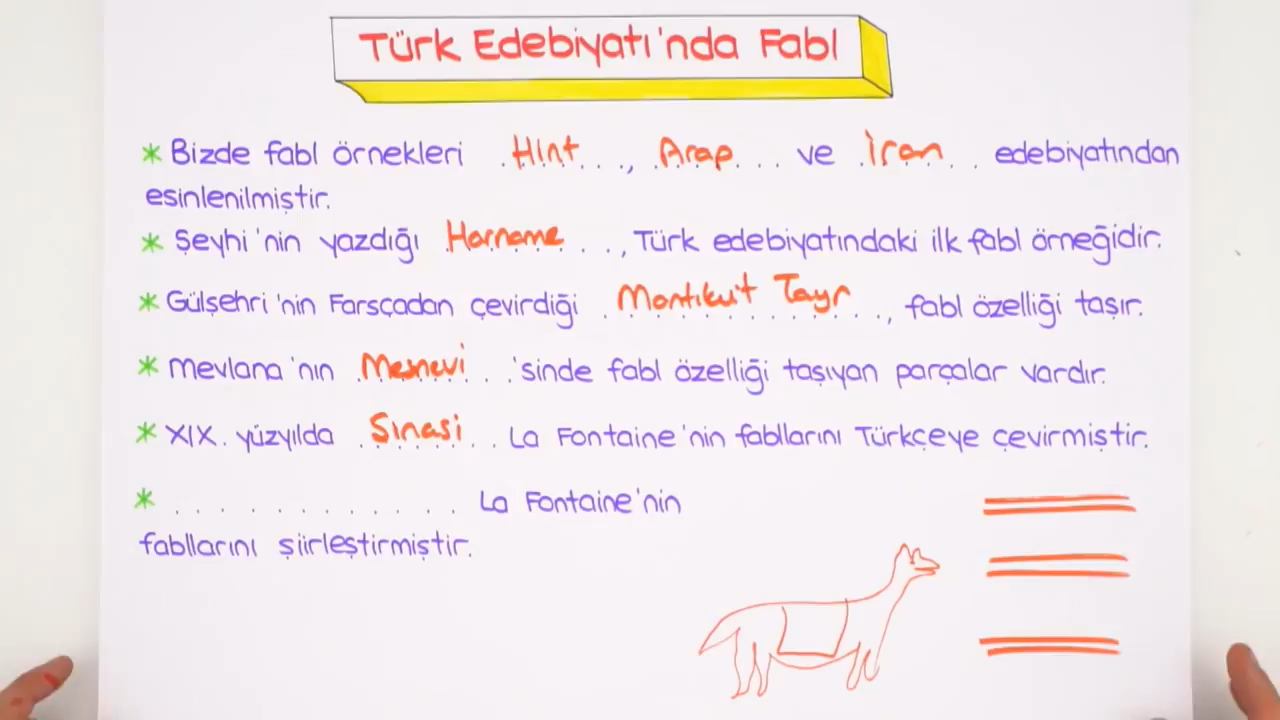 Türk Edebiyatı'nda Fabl
* Bizde fabl örnekleri Hint..., Arap... ve İran.. edebiyatından
esinlenilmiştir.
* Şeyhi'nin yazdığı Harname..., Türk edebiyatındaki ilk fabl örneğidir.
* Gülşehri'nin Farsçadan çevirdiği Mantıku't Tayr.., fabl özelliği taşır.
* Mevlana'nın Mesnevi..'sinde fabl özelliği taşıyan parçalar vardır.
* XIX. yüzyılda Şinasi.. La Fontaine'nin fabllarını Türkçeye çevirmiştir.
* ............. La Fontaine'nin
fabllarını şiirleştirmiştir.